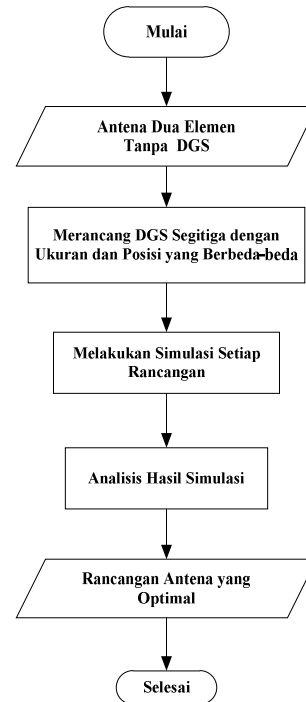 Mulai
Antena Dua Elemen
Tanpa DGS
Merancang DGS Segitiga dengan
Ukuran dan Posisi yang Berbeda-beda
Melakukan Simulasi Setiap
Rancangan
Analisis Hasil Simulasi
Rancangan Antena yang
Optimal
Selesai